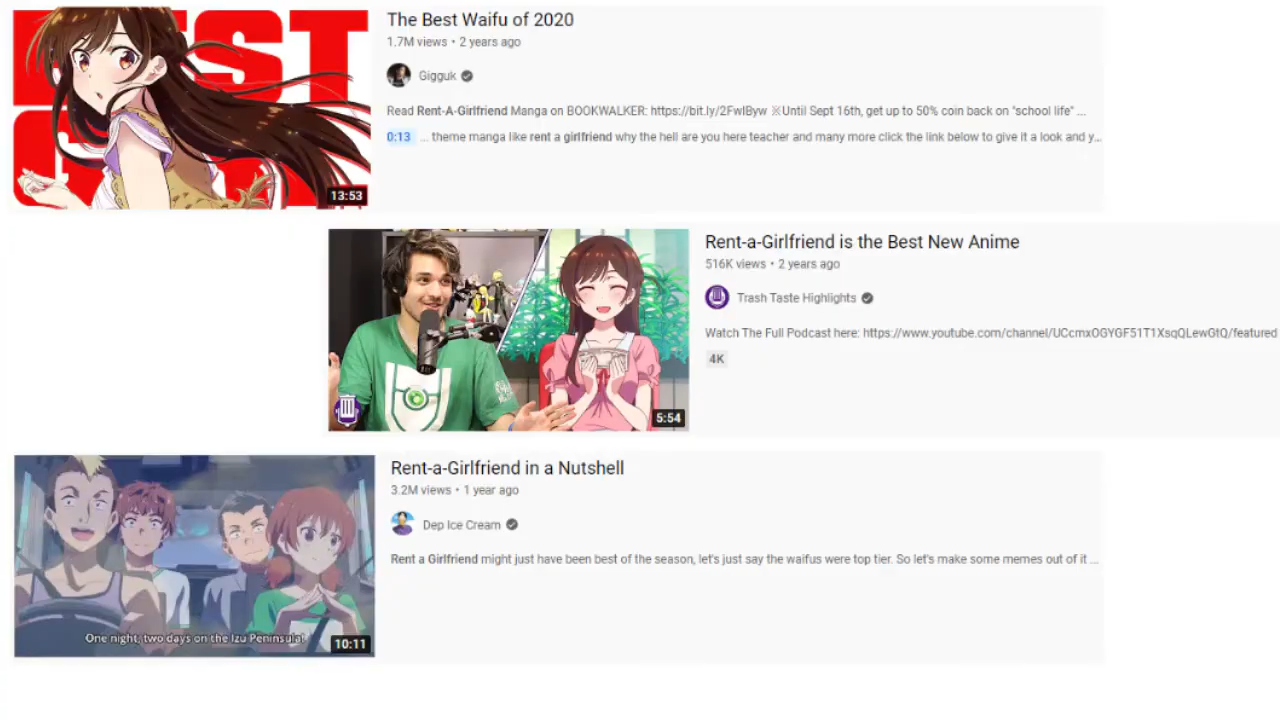 BEST
13:53
The Best Waifu of 2020
1.7M views • 2 years ago
Gigguk
Read Rent-A-Girlfriend Manga on BOOKWALKER: https://bit.ly/2FwIByw ※Until Sept 16th, get up to 50% coin back on "school life" ...
0:13 ... theme manga like rent a girlfriend why the hell are you here teacher and many more click the link below to give it a look and y...
5:54
Rent-a-Girlfriend is the Best New Anime
516K views • 2 years ago
Trash Taste Highlights
Watch The Full Podcast here: https://www.youtube.com/channel/UCcmxOGYGF51T1XsqQLewGtQ/featured
4K
One night, two days on the Izu Peninsula!
10:11
Rent-a-Girlfriend in a Nutshell
3.2M views • 1 year ago
Dep Ice Cream
Rent a Girlfriend might just have been best of the season, let's just say the waifus were top tier. So let's make some memes out of it ...